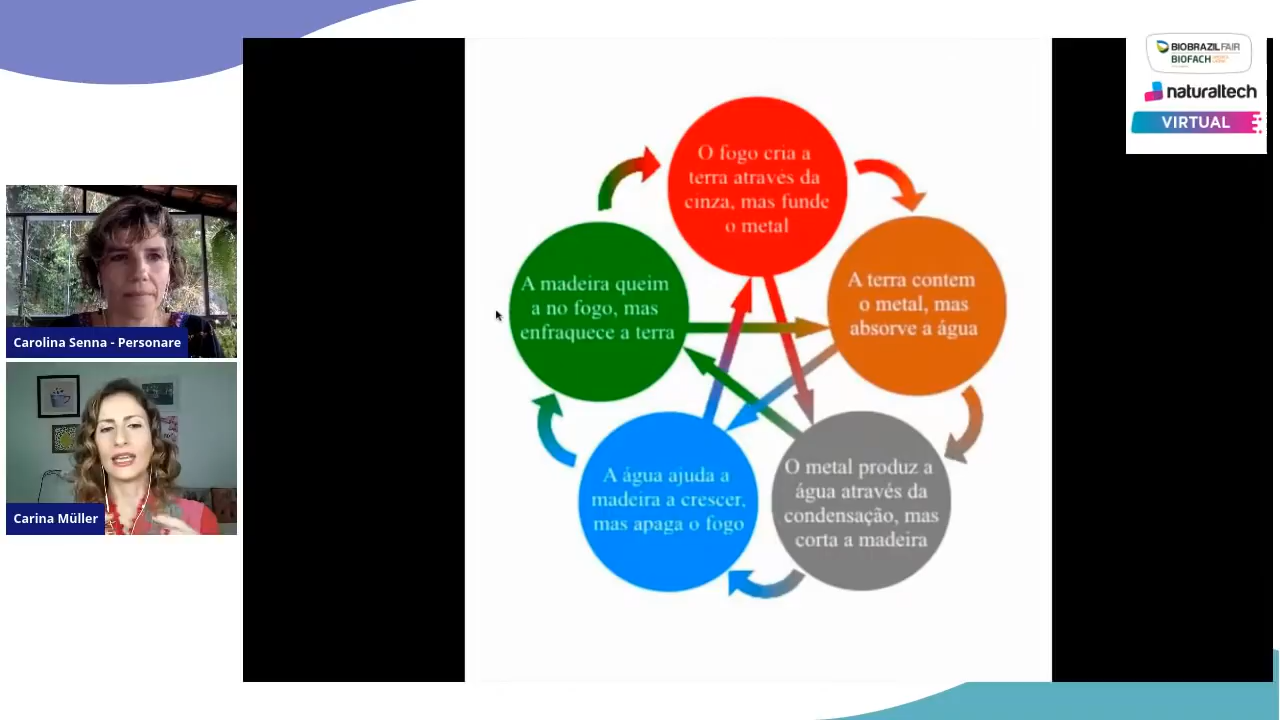 BIOBRAZILFAIR
BIOFACH
naturaltech
VIRTUAL
O fogo cria a
terra através da
cinza, mas funde
o metal
A madeira queim
a no fogo, mas
enfraquece a terra
A terra contem
o metal, mas
absorve a água
A água ajuda a
madeira a crescer,
mas apaga o fogo
O metal produz a
água através da
condensação, mas
corta a madeira
Carolina Senna - Personare
Carina Müller